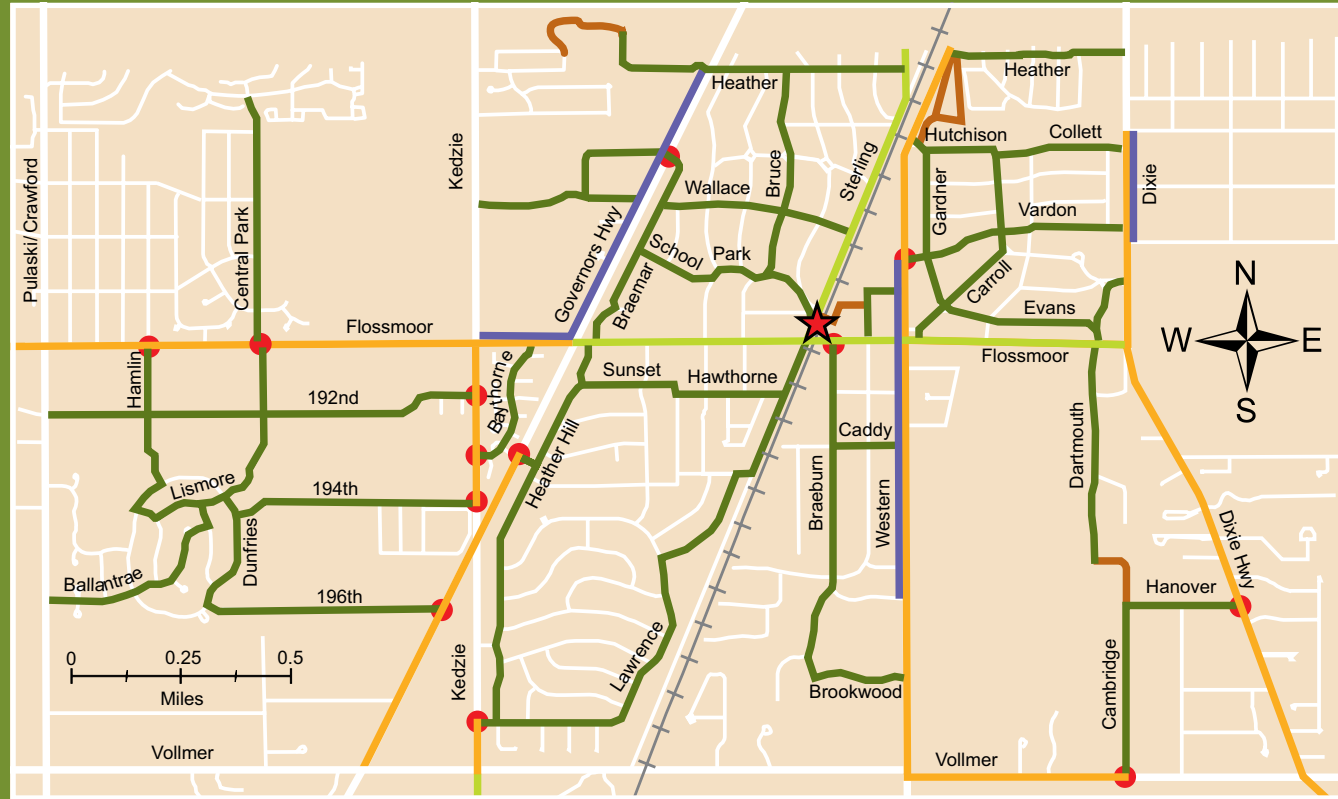 Heather
Heather
Hutchison
Collett
Kedzie
Pulaski/Crawford
Central Park
Governors Hwy
Wallace
Bruce
Sterling
Gardner
Vardon
Dixie
School
Park
Braemar
Carroll
Evans
N
W
E
S
Flossmoor
Flossmoor
Hamlin
192nd
Baythorne
Sunset
Hawthorne
Heather Hill
Caddy
Braeburn
Western
Dartmouth
Dixie Hwy
Lismore
194th
Dunfries
Ballantrae
196th
Hanover
0
0.25
0.5
Miles
Kedzie
Lawrence
Brookwood
Cambridge
Vollmer
Vollmer